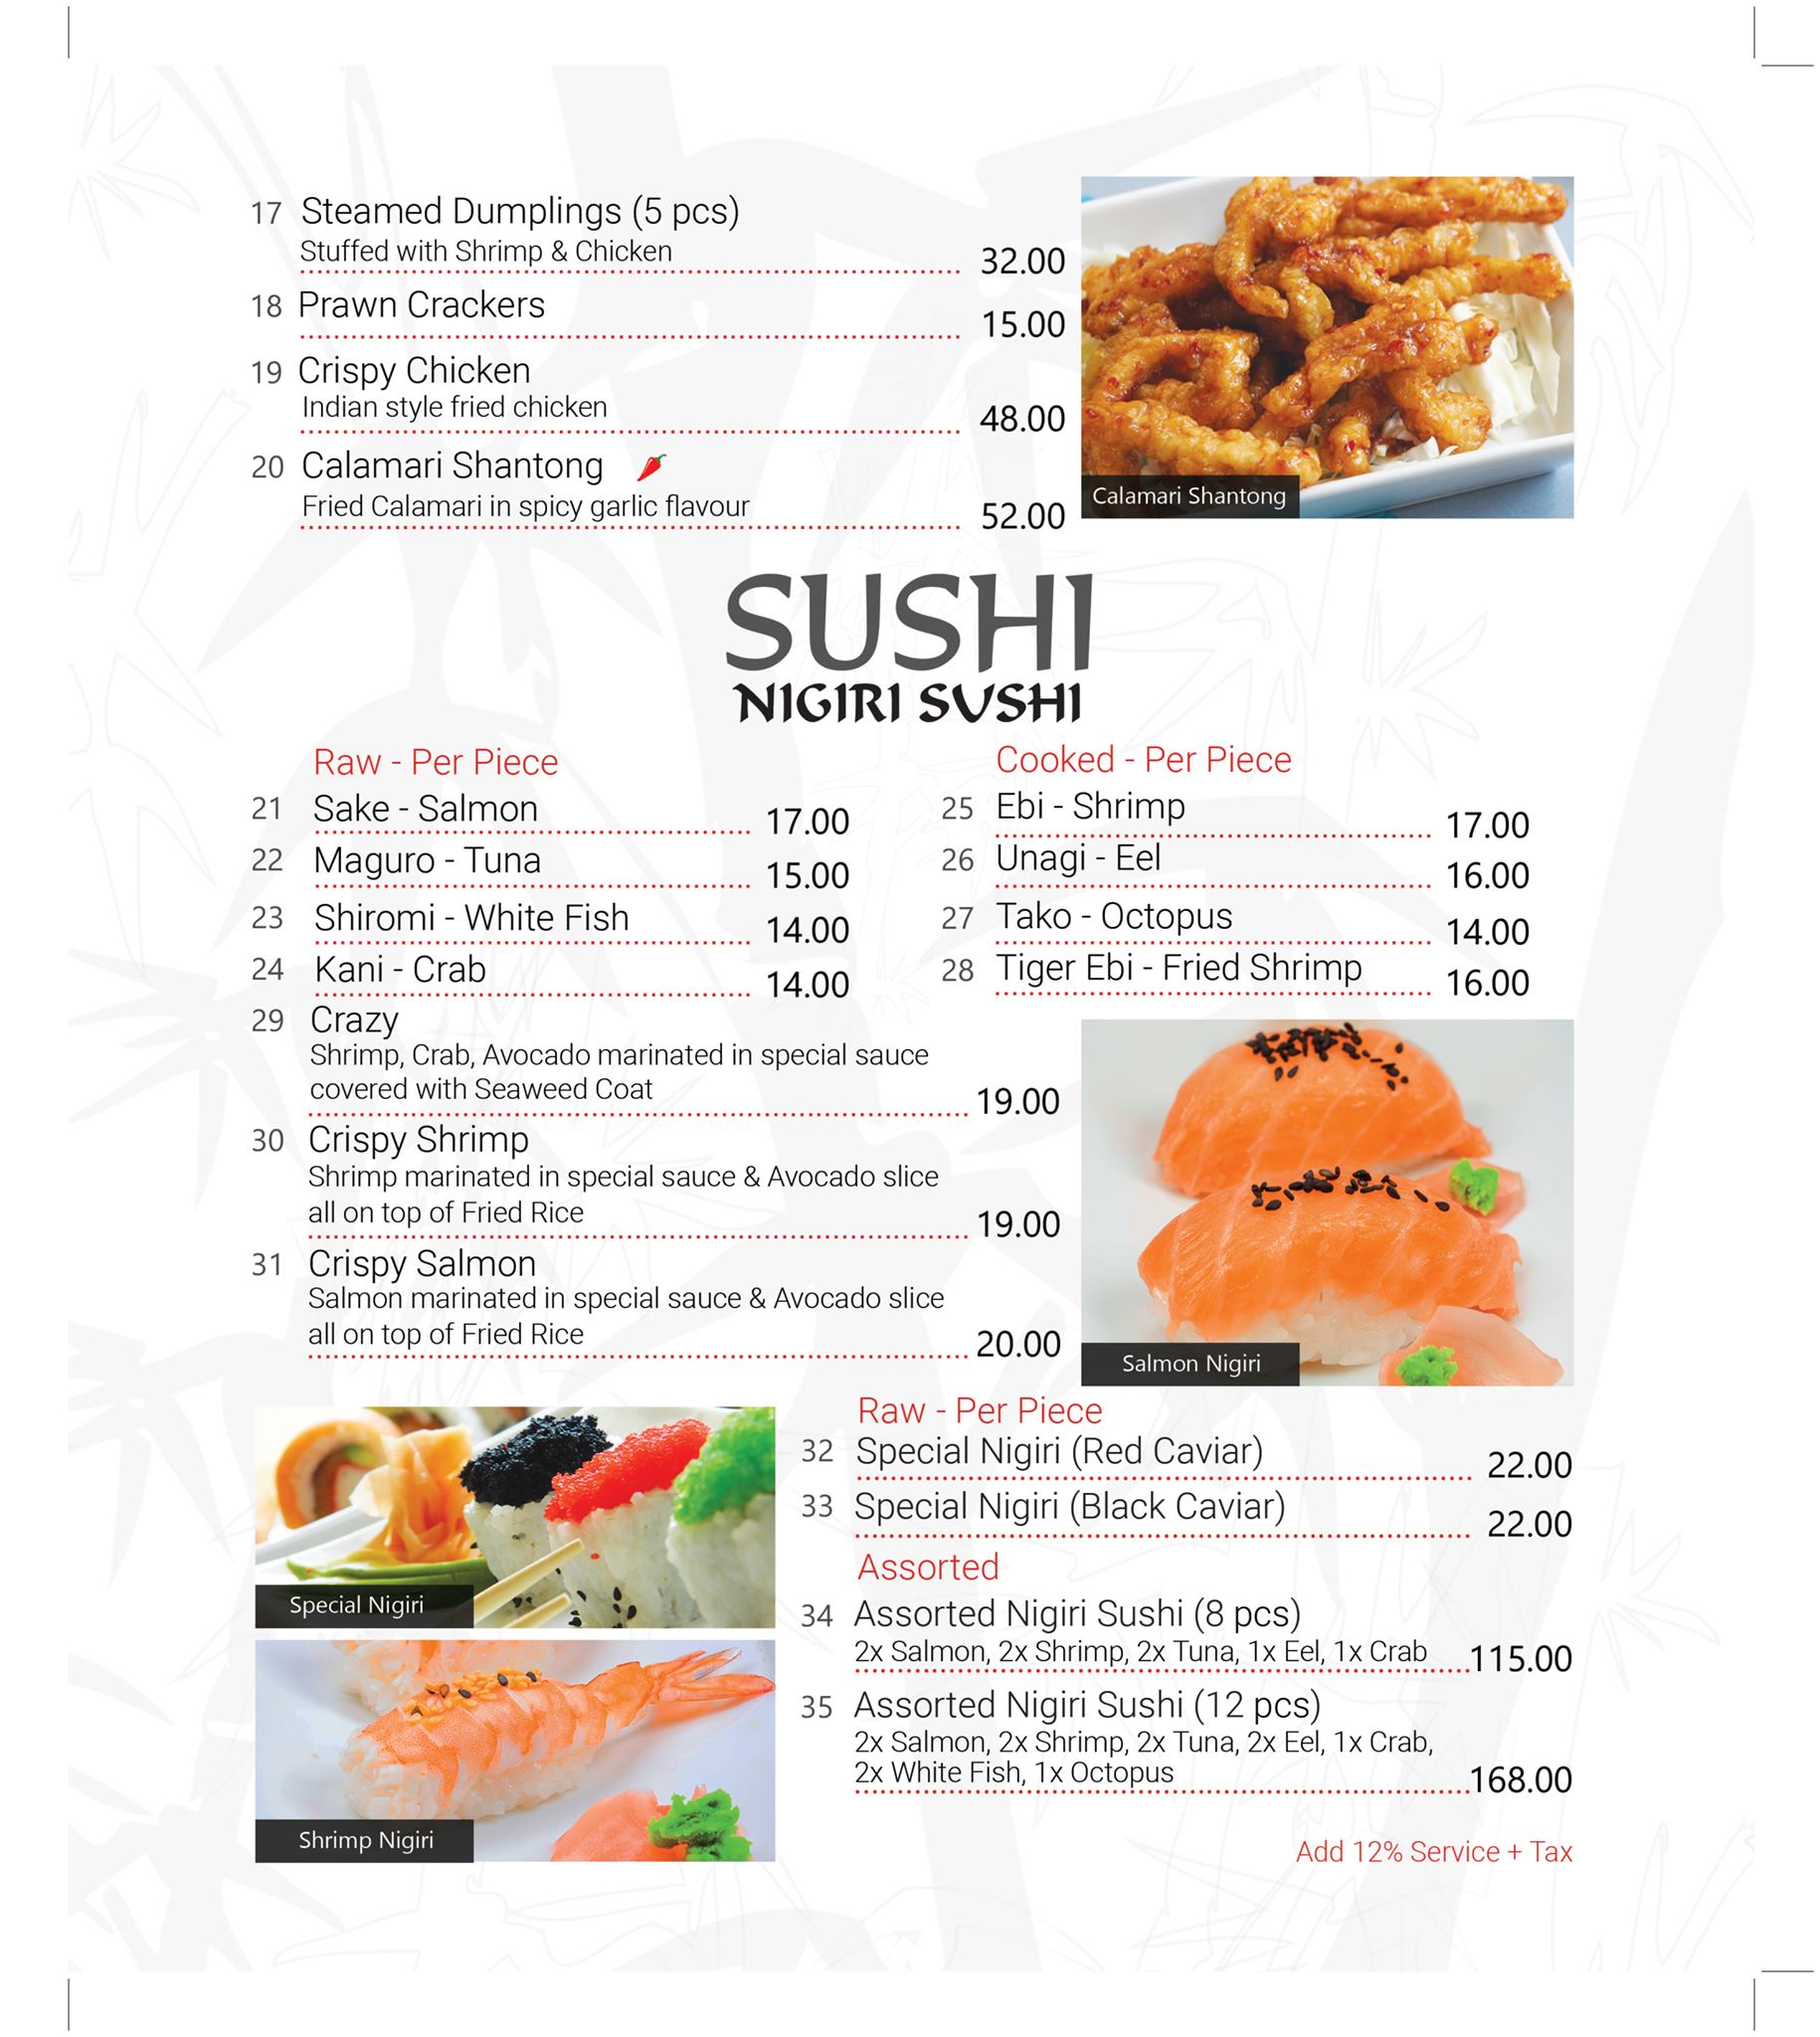 17 Steamed Dumplings (5 pcs)
Stuffed with Shrimp & Chicken 32.00
18 Prawn Crackers 15.00
19 Crispy Chicken
Indian style fried chicken 48.00
20 Calamari Shantong
Fried Calamari in spicy garlic flavour 52.00
Calamari Shantong
SUSHI
NIGIRI SUSHI
Raw - Per Piece
21 Sake - Salmon 17.00
22 Maguro - Tuna 15.00
23 Shiromi - White Fish 14.00
24 Kani - Crab 14.00
Cooked - Per Piece
25 Ebi - Shrimp 17.00
26 Unagi - Eel 16.00
27 Tako - Octopus 14.00
28 Tiger Ebi - Fried Shrimp 16.00
29 Crazy
Shrimp, Crab, Avocado marinated in special sauce
covered with Seaweed Coat 19.00
30 Crispy Shrimp
Shrimp marinated in special sauce & Avocado slice
all on top of Fried Rice 19.00
31 Crispy Salmon
Salmon marinated in special sauce & Avocado slice
all on top of Fried Rice 20.00
Salmon Nigiri
Special Nigiri
Shrimp Nigiri
Raw - Per Piece
32 Special Nigiri (Red Caviar) 22.00
33 Special Nigiri (Black Caviar) 22.00
Assorted
34 Assorted Nigiri Sushi (8 pcs)
2x Salmon, 2x Shrimp, 2x Tuna, 1x Eel, 1x Crab 115.00
35 Assorted Nigiri Sushi (12 pcs)
2x Salmon, 2x Shrimp, 2x Tuna, 2x Eel, 1x Crab,
2x White Fish, 1x Octopus 168.00
Add 12% Service + Tax